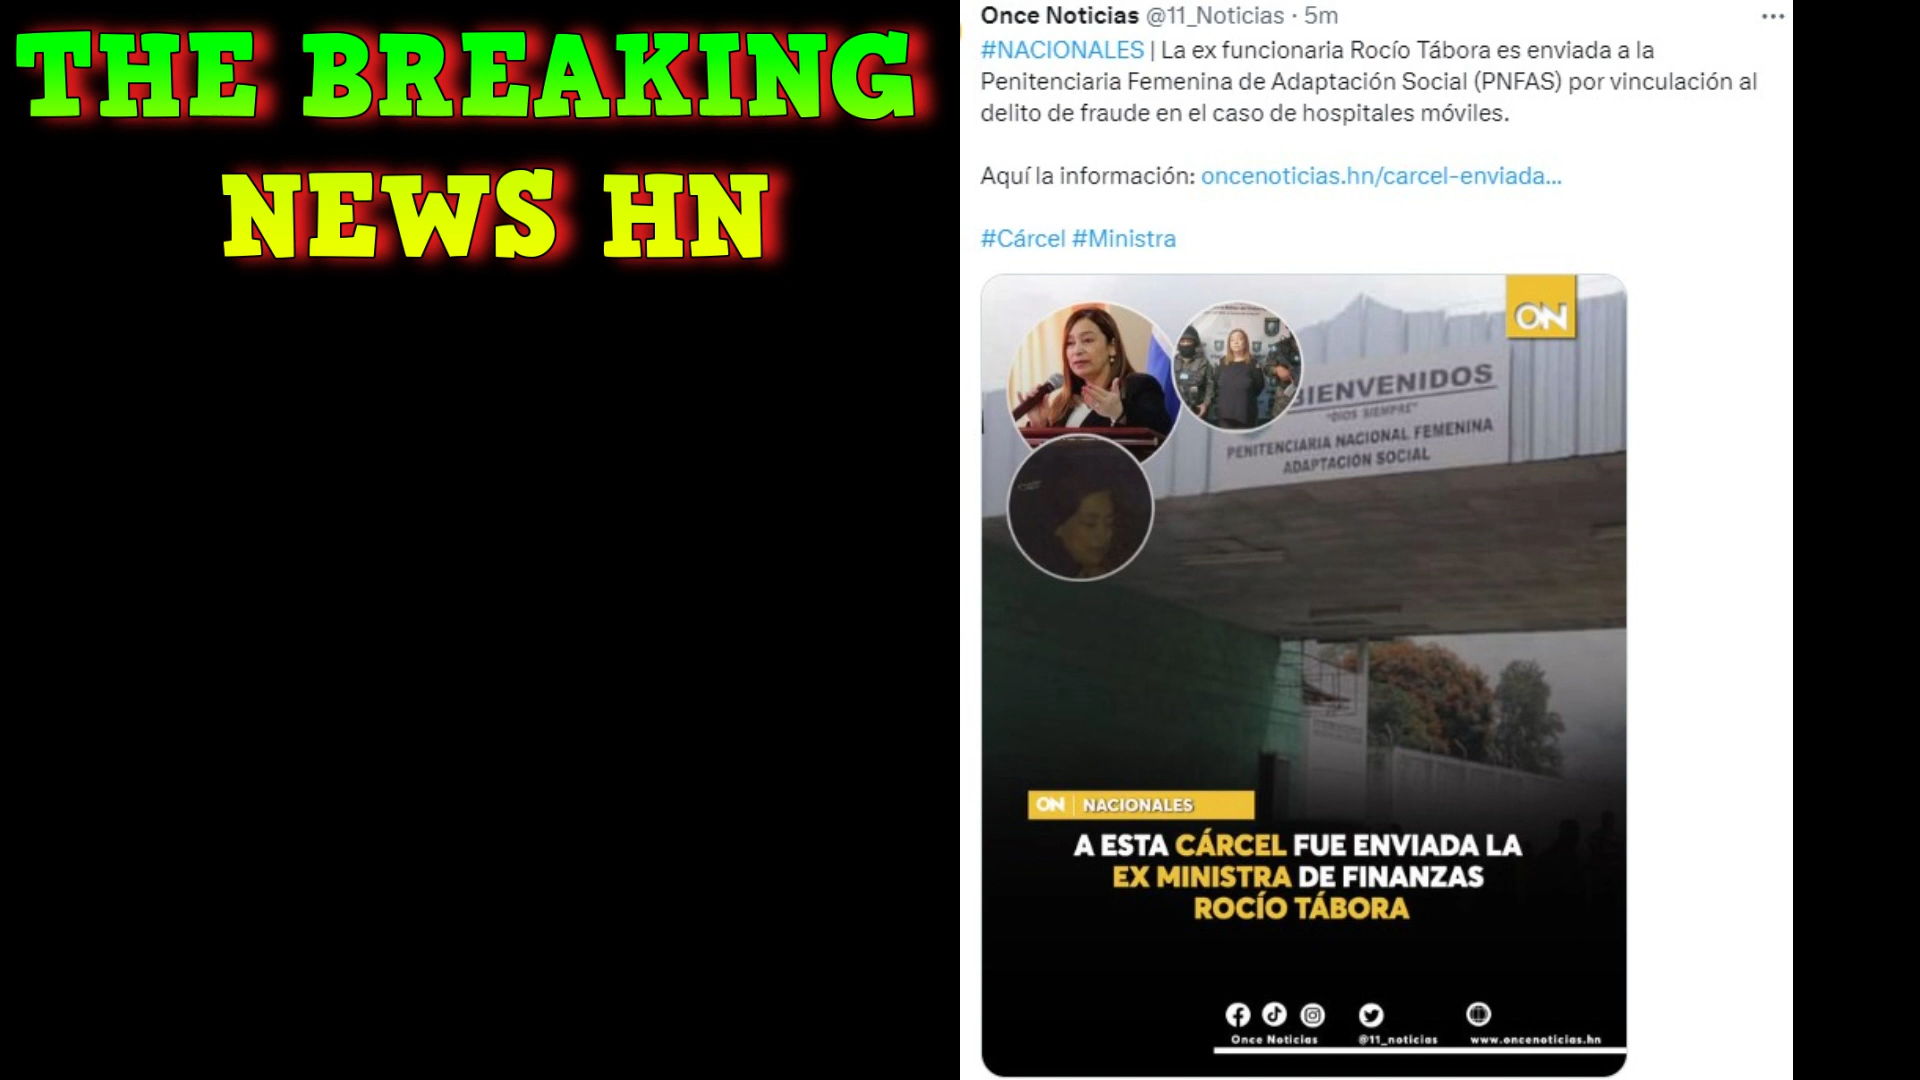 THE BREAKING
NEWS HN
Once Noticias @11_Noticias · 5m
#NACIONALES | La ex funcionaria Rocío Tábora es enviada a la
Penitenciaria Femenina de Adaptación Social (PNFAS) por vinculación al
delito de fraude en el caso de hospitales móviles.
Aquí la información: oncenoticias.hn/carcel-enviada...
#Cárcel #Ministra
ON
BIENVENIDOS
"DIOS SIEMPRE"
PENITENCIARIA NACIONAL FEMENINA
ADAPTACIÓN SOCIAL
ON | NACIONALES
A ESTA CÁRCEL FUE ENVIADA LA
EX MINISTRA DE FINANZAS
ROCÍO TÁBORA
Once Noticias @11_noticias www.oncenoticias.hn